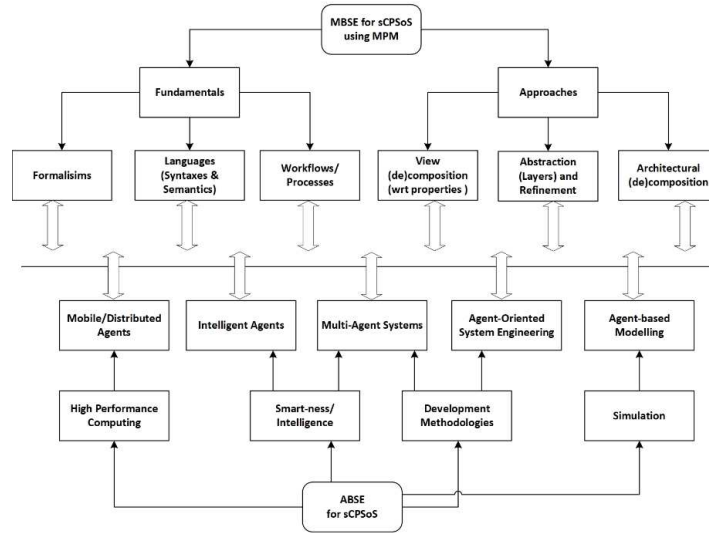 MBSE for sCPSoS
using MPM
Fundamentals
Approaches
Formalisims
Languages
(Syntaxes &
Semantics)
Workflows/
Processes
View
(de)composition
(wrt properties )
Abstraction
(Layers) and
Refinement
Architectural
(de)composition
Mobile/Distributed
Agents
Intelligent Agents
Multi-Agent Systems
Agent-Oriented
System Engineering
Agent-based
Modelling
High Performance
Computing
Smart-ness/
Intelligence
Development
Methodologies
Simulation
ABSE
for sCPSoS